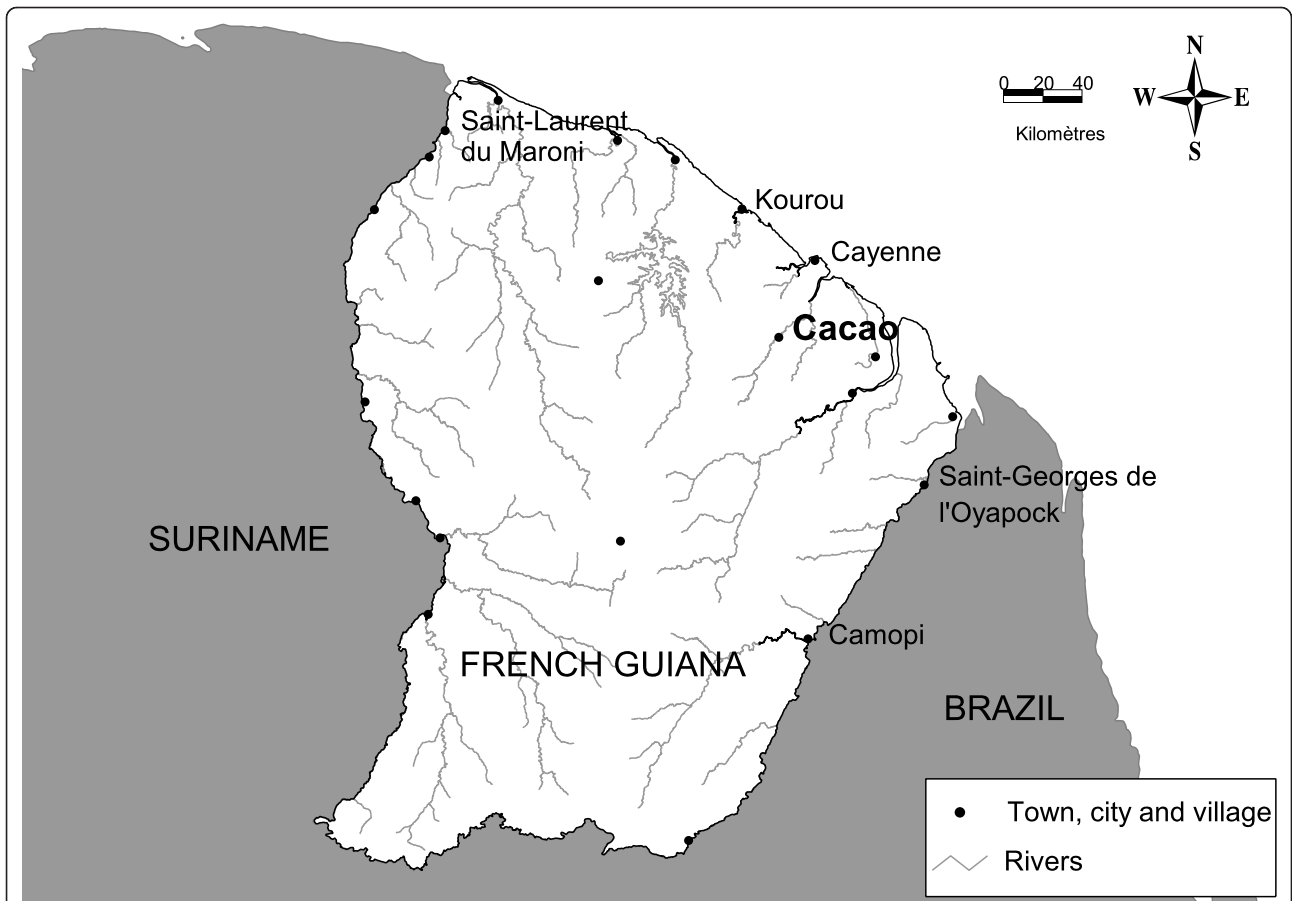 N
0 20 40
W E
Kilomètres
S
Saint-Laurent
du Maroni
Kourou
Cayenne
Cacao
Saint-Georges de
l'Oyapock
SURINAME
Camopi
FRENCH GUIANA
BRAZIL
Town, city and village
Rivers